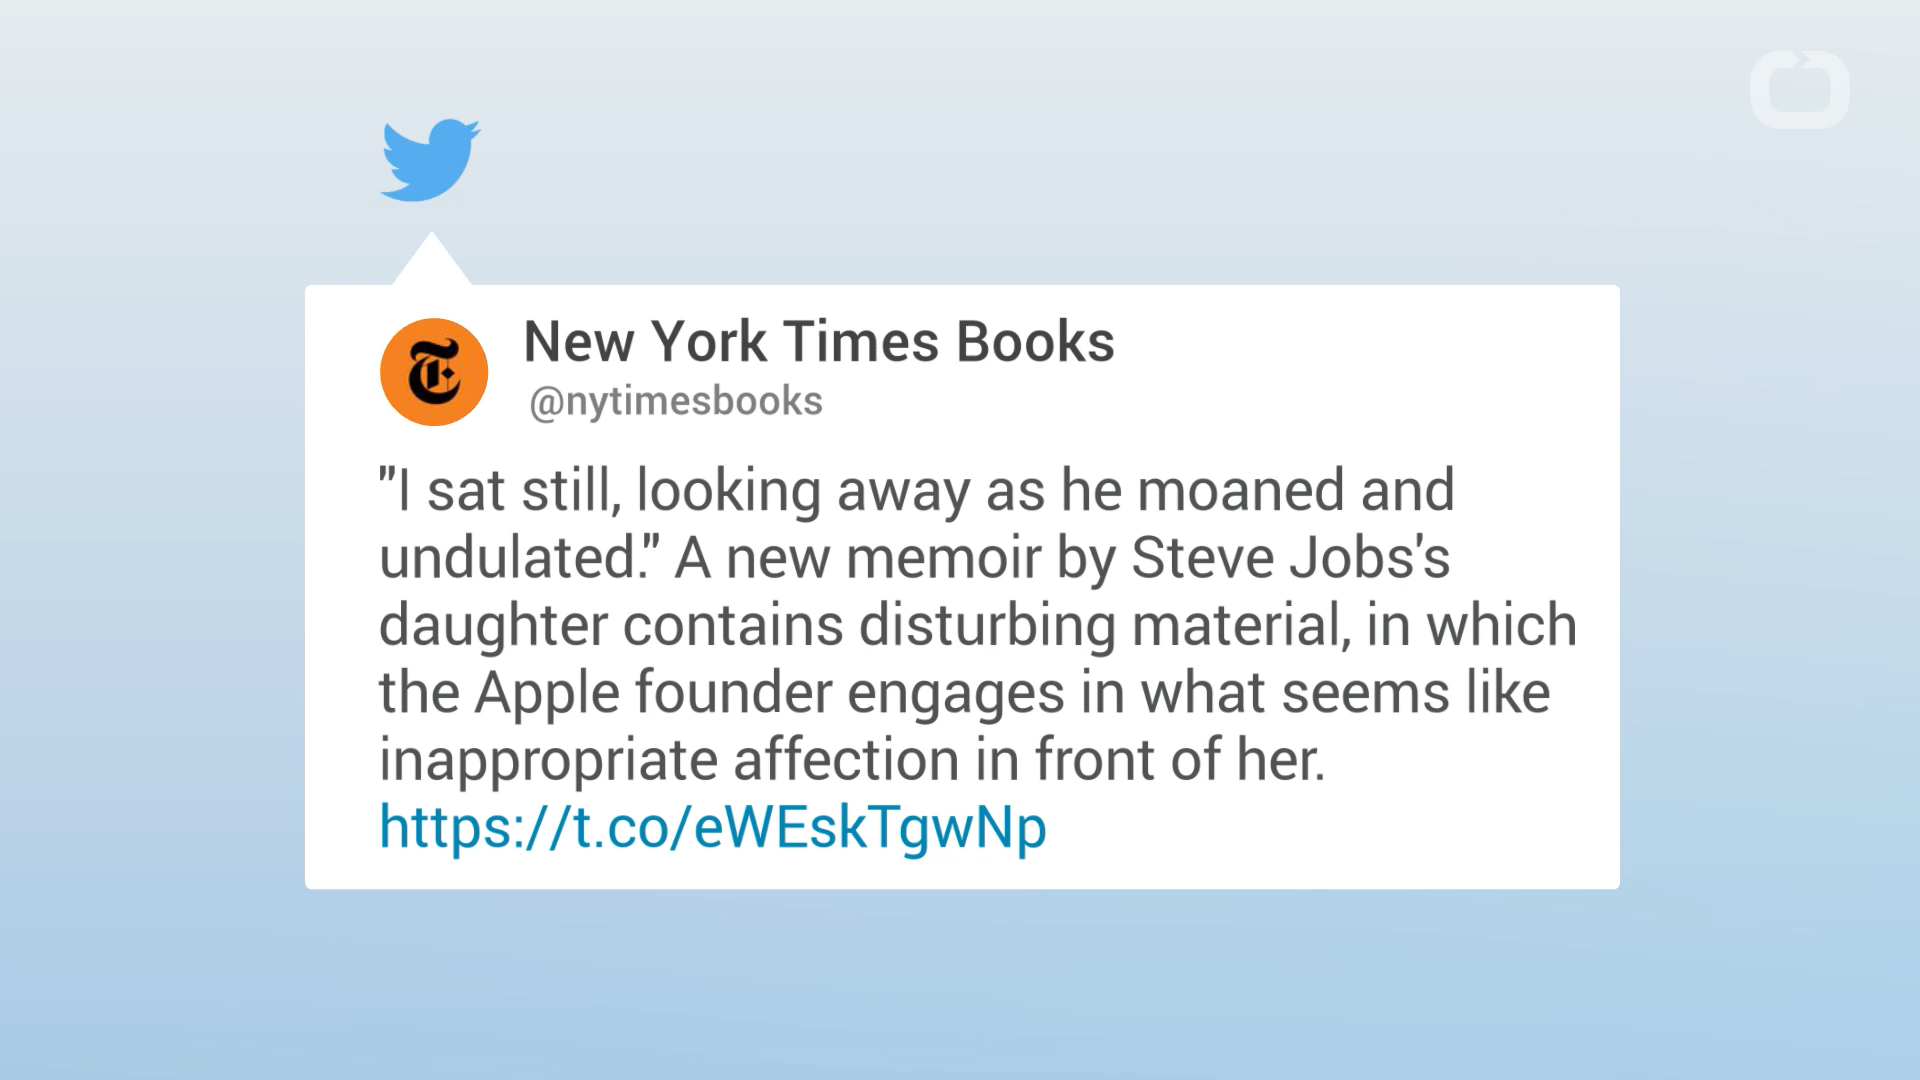 New York Times Books
@nytimesbooks
"I sat still, looking away as he moaned and
undulated." A new memoir by Steve Jobs's
daughter contains disturbing material, in which
the Apple founder engages in what seems like
inappropriate affection in front of her.
https://t.co/eWEskTgwNp